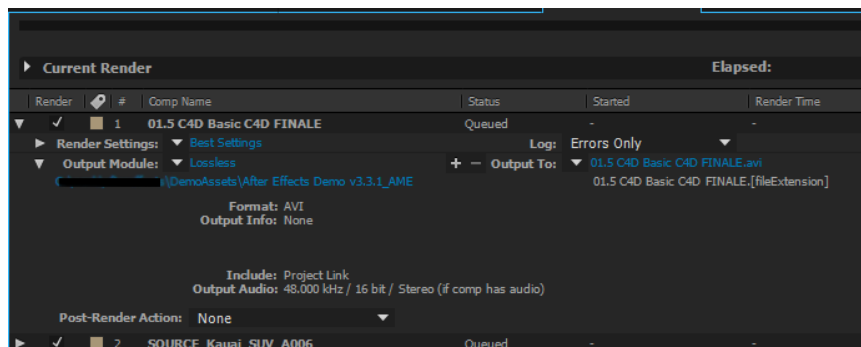 Current Render Elapsed:
Render # Comp Name Status Started Render Time
1 01.5 C4D Basic C4D FINALE Queued - -
Render Settings: Best Settings Log: Errors Only
Output Module: Lossless + − Output To: 01.5 C4D Basic C4D FINALE.avi
\DemoAssets\After Effects Demo v3.3.1_AME 01.5 C4D Basic C4D FINALE.[fileExtension]
Format: AVI
Output Info: None
Include: Project Link
Output Audio: 48.000 kHz / 16 bit / Stereo (if comp has audio)
Post-Render Action: None
2 SOURCE_Kauai_SUV_A006 Queued - -